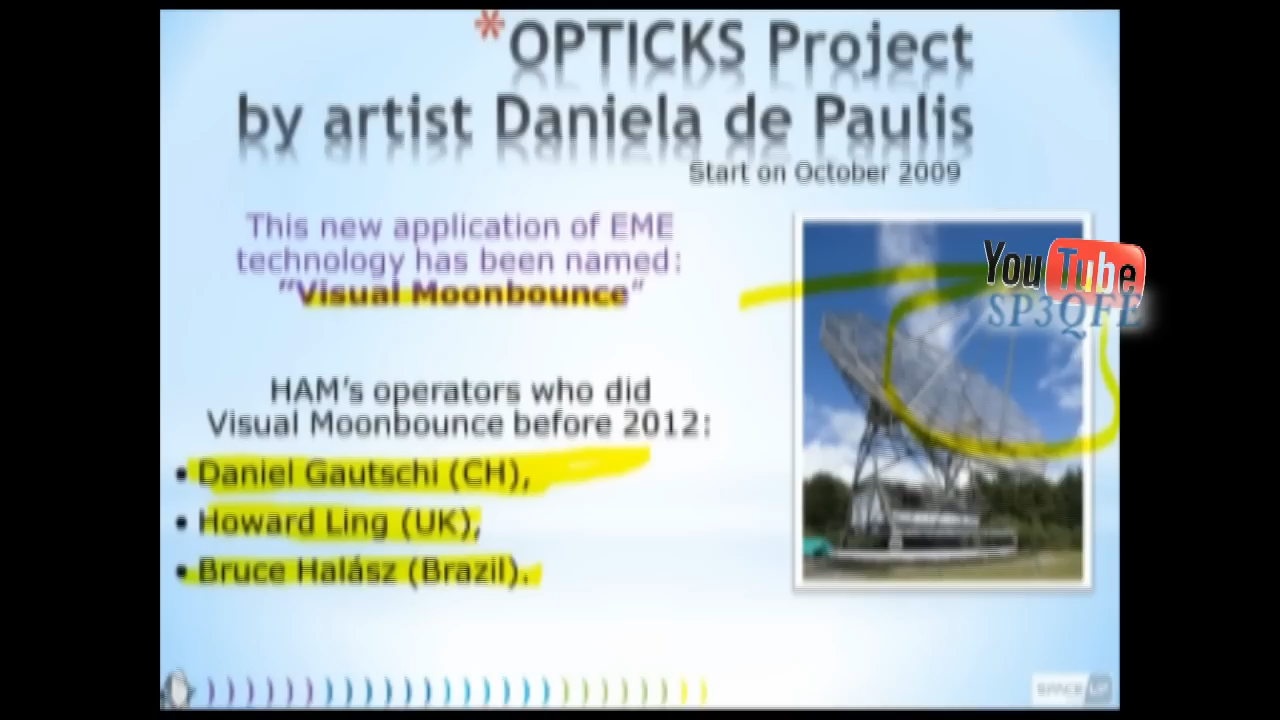 *OPTICKS Project
by artist Daniela de Paulis
Start on October 2009
This new application of EME
technology has been named:
“Visual Moonbounce“
YouTube
SP3QFE
HAM’s operators who did
Visual Moonbounce before 2012:
• Daniel Gautschi (CH),
• Howard Ling (UK),
• Bruce Halász (Brazil).
SPACE UP